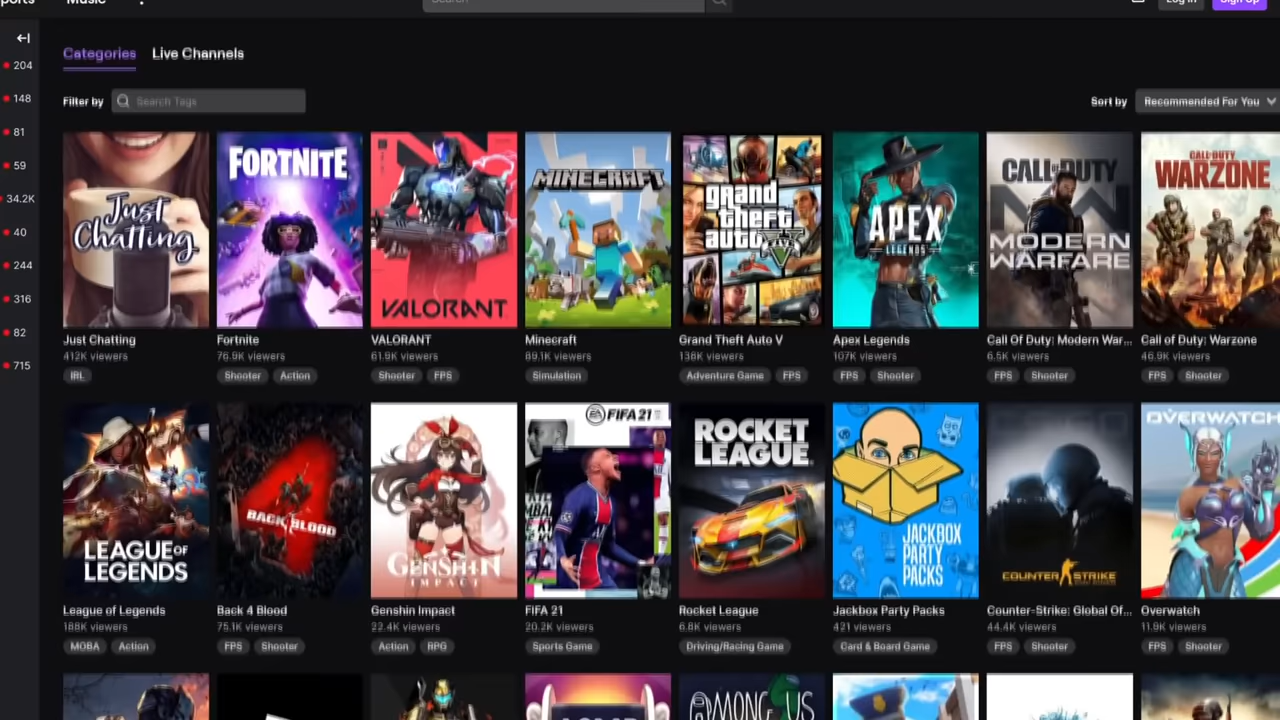 Music
Search
Log In
Sign Up
Categories
Live Channels
Filter by
Search Tags
Sort by
Recommended For You
204
148
81
59
34.2K
40
244
316
82
715
Just Chatting
FORTNITE
VALORANT
MINECRAFT
grand theft auto V
APEX LEGENDS
CALL OF DUTY MODERN WARFARE
CALL OF DUTY WARZONE
Just Chatting
Fortnite
VALORANT
Minecraft
Grand Theft Auto V
Apex Legends
Call Of Duty: Modern War...
Call of Duty: Warzone
412K viewers
76.9K viewers
61.9K viewers
89.1K viewers
136K viewers
107K viewers
6.5K viewers
46.9K viewers
IRL
Shooter Action
Shooter FPS
Simulation
Adventure Game FPS
FPS Shooter
FPS Shooter
FPS Shooter
LEAGUE OF LEGENDS
BACK 4 BLOOD
GENSHIN IMPACT
EA SPORTS FIFA 21
ROCKET LEAGUE
JACKBOX PARTY PACKS
COUNTER STRIKE
OVERWATCH
League of Legends
Back 4 Blood
Genshin Impact
FIFA 21
Rocket League
Jackbox Party Packs
Counter-Strike: Global Of...
Overwatch
188K viewers
75.1K viewers
22.4K viewers
20.2K viewers
6.8K viewers
421 viewers
44.4K viewers
11.9K viewers
MOBA Action
FPS Shooter
Action RPG
Sports Game
Driving/Racing Game
Card & Board Game
FPS Shooter
FPS Shooter
AMONG US